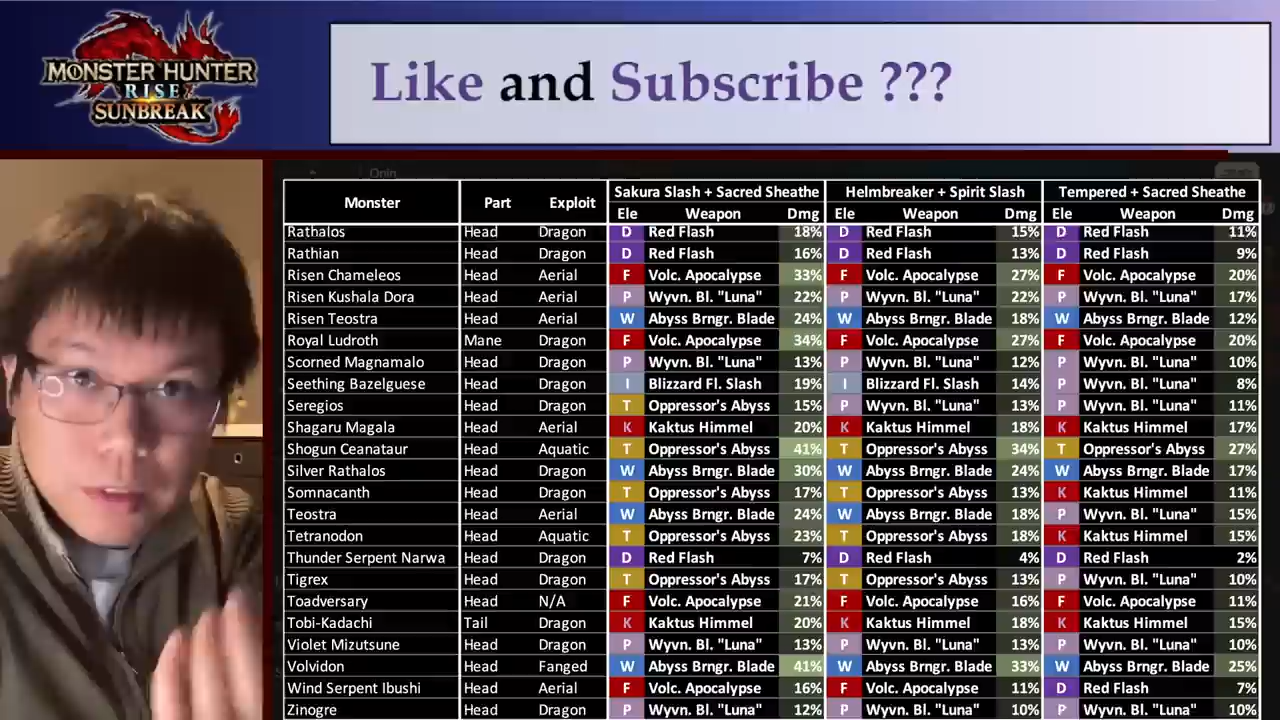 MONSTER HUNTER
RISE
SUNBREAK
Like and Subscribe ???
Onin
Monster Part Exploit Sakura Slash + Sacred Sheathe Helmbreaker + Spirit Slash Tempered + Sacred Sheathe
Ele Weapon Dmg Ele Weapon Dmg Ele Weapon Dmg
Rathalos Head Dragon D Red Flash 18% D Red Flash 15% D Red Flash 11%
Rathian Head Dragon D Red Flash 16% D Red Flash 13% D Red Flash 9%
Risen Chameleos Head Aerial F Volc. Apocalypse 33% F Volc. Apocalypse 27% F Volc. Apocalypse 20%
Risen Kushala Dora Head Aerial P Wyvn. Bl. "Luna" 22% P Wyvn. Bl. "Luna" 22% P Wyvn. Bl. "Luna" 17%
Risen Teostra Head Aerial W Abyss Brngr. Blade 24% W Abyss Brngr. Blade 18% W Abyss Brngr. Blade 12%
Royal Ludroth Mane Dragon F Volc. Apocalypse 34% F Volc. Apocalypse 27% F Volc. Apocalypse 20%
Scorned Magnamalo Head Dragon P Wyvn. Bl. "Luna" 13% P Wyvn. Bl. "Luna" 12% P Wyvn. Bl. "Luna" 10%
Seething Bazelguese Head Dragon I Blizzard Fl. Slash 19% I Blizzard Fl. Slash 14% P Wyvn. Bl. "Luna" 8%
Seregios Head Dragon T Oppressor's Abyss 15% P Wyvn. Bl. "Luna" 13% P Wyvn. Bl. "Luna" 11%
Shagaru Magala Head Aerial K Kaktus Himmel 20% K Kaktus Himmel 18% K Kaktus Himmel 17%
Shogun Ceanataur Head Aquatic T Oppressor's Abyss 41% T Oppressor's Abyss 34% T Oppressor's Abyss 27%
Silver Rathalos Head Dragon W Abyss Brngr. Blade 30% W Abyss Brngr. Blade 24% W Abyss Brngr. Blade 17%
Somnacanth Head Dragon T Oppressor's Abyss 17% T Oppressor's Abyss 13% K Kaktus Himmel 11%
Teostra Head Aerial W Abyss Brngr. Blade 24% W Abyss Brngr. Blade 18% P Wyvn. Bl. "Luna" 15%
Tetranodon Head Aquatic T Oppressor's Abyss 23% T Oppressor's Abyss 18% K Kaktus Himmel 15%
Thunder Serpent Narwa Head Dragon D Red Flash 7% D Red Flash 4% D Red Flash 2%
Tigrex Head Dragon T Oppressor's Abyss 17% T Oppressor's Abyss 13% P Wyvn. Bl. "Luna" 10%
Toadversary Head N/A F Volc. Apocalypse 21% F Volc. Apocalypse 16% F Volc. Apocalypse 11%
Tobi-Kadachi Tail Dragon K Kaktus Himmel 20% K Kaktus Himmel 18% K Kaktus Himmel 15%
Violet Mizutsune Head Dragon P Wyvn. Bl. "Luna" 13% P Wyvn. Bl. "Luna" 13% P Wyvn. Bl. "Luna" 10%
Volvidon Head Fanged W Abyss Brngr. Blade 41% W Abyss Brngr. Blade 33% W Abyss Brngr. Blade 25%
Wind Serpent Ibushi Head Aerial F Volc. Apocalypse 16% F Volc. Apocalypse 11% D Red Flash 7%
Zinogre Head Dragon P Wyvn. Bl. "Luna" 12% P Wyvn. Bl. "Luna" 10% P Wyvn. Bl. "Luna" 10%